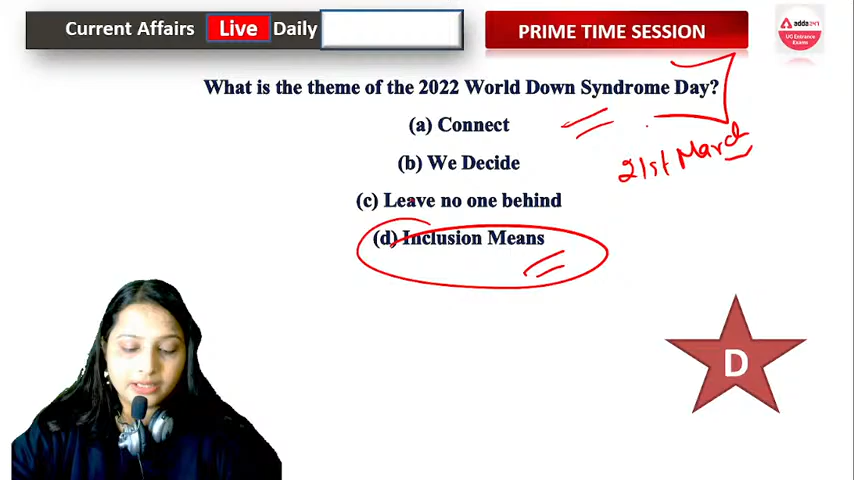 Current Affairs Live Daily
PRIME TIME SESSION
adda247
UG Entrance
Exams
What is the theme of the 2022 World Down Syndrome Day?
(a) Connect
(b) We Decide
21st March
(c) Leave no one behind
(d) Inclusion Means
D